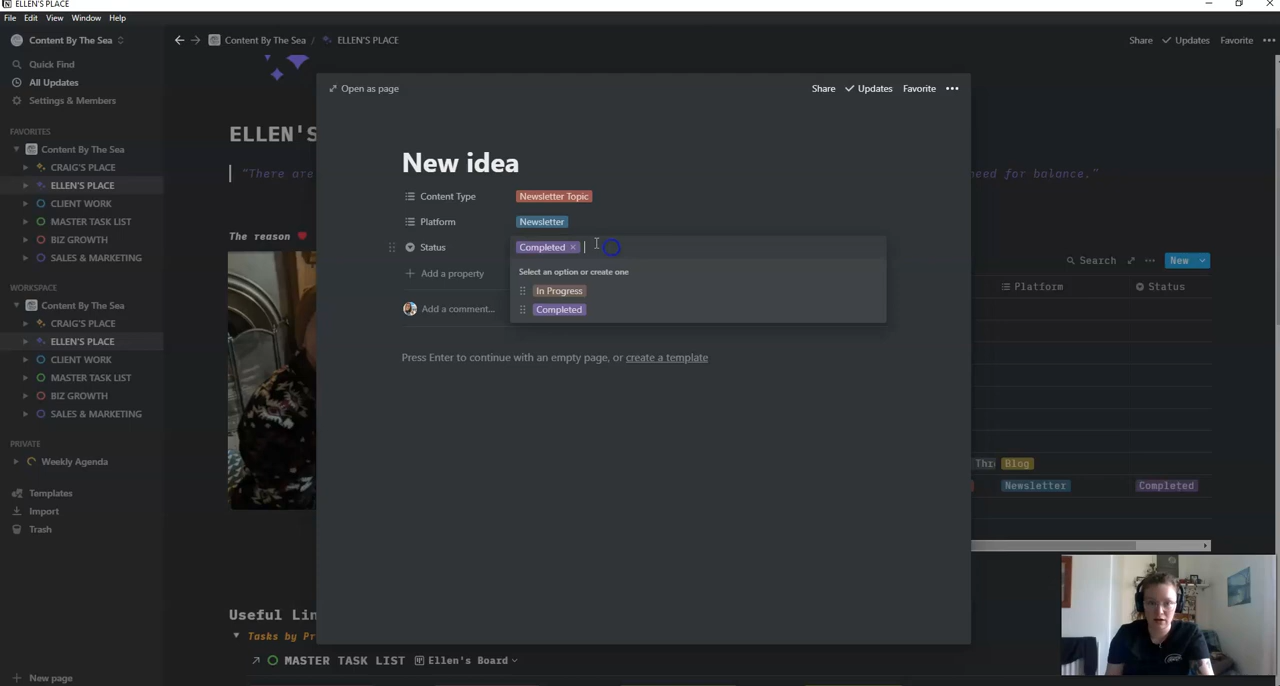 ELLEN'S PLACE
File Edit View Window Help
Content By The Sea
Content By The Sea / ELLEN'S PLACE
Share Updates Favorite
Quick Find
All Updates
Settings & Members
FAVORITES
Content By The Sea
CRAIG'S PLACE
ELLEN'S PLACE
CLIENT WORK
MASTER TASK LIST
BIZ GROWTH
SALES & MARKETING
WORKSPACE
Content By The Sea
CRAIG'S PLACE
ELLEN'S PLACE
CLIENT WORK
MASTER TASK LIST
BIZ GROWTH
SALES & MARKETING
PRIVATE
Weekly Agenda
Templates
Import
Trash
New page
ELLEN'S
"There are
need for balance."
The reason
Open as page
Share Updates Favorite
New idea
Content Type Newsletter Topic
Platform Newsletter
Status Completed
Select an option or create one
In Progress
Completed
Add a property
Add a comment...
Press Enter to continue with an empty page, or create a template
Search New
Platform Status
Thr Blog
Newsletter Completed
Useful Lin
Tasks by Pr
MASTER TASK LIST Ellen's Board